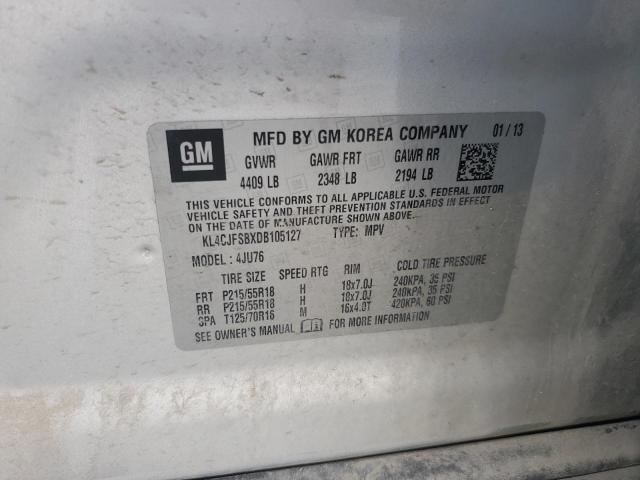 GM
MFD BY GM KOREA COMPANY 01/13
GVWR GAWR FRT GAWR RR
4409 LB 2348 LB 2194 LB
THIS VEHICLE CONFORMS TO ALL APPLICABLE U.S. FEDERAL MOTOR
VEHICLE SAFETY AND THEFT PREVENTION STANDARDS IN EFFECT ON
THE DATE OF MANUFACTURE SHOWN ABOVE.
KL4CJFSBXDB105127 TYPE: MPV
MODEL: 4JU76
TIRE SIZE SPEED RTG RIM COLD TIRE PRESSURE
FRT P215/55R18 H 18x7.0J 240KPA, 35 PSI
RR P215/55R18 H 18x7.0J 240KPA, 35 PSI
SPA T125/70R16 M 16x4.0T 420KPA, 60 PSI
SEE OWNER'S MANUAL FOR MORE INFORMATION